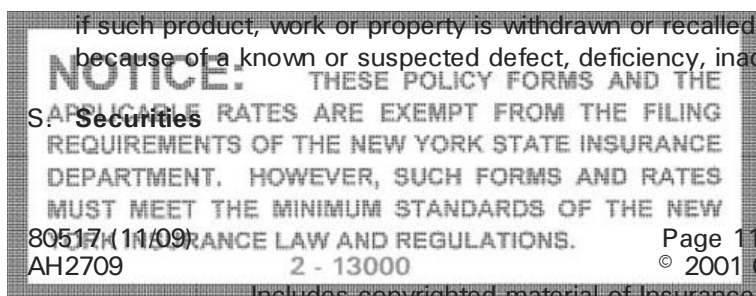 if such product, work or property is withdrawn or recalled
because of a known or suspected defect, deficiency,
NOTICE: THESE POLICY FORMS AND THE
APPLICABLE RATES ARE EXEMPT FROM THE FILING
S. Securities
REQUIREMENTS OF THE NEW YORK STATE INSURANCE
DEPARTMENT. HOWEVER, SUCH FORMS AND RATES
MUST MEET THE MINIMUM STANDARDS OF THE NEW
YORK INSURANCE LAW AND REGULATIONS.
80517 (11/09) Page 11
AH2709 2 - 13000 © 2001
Includes copyrighted material of Insurance